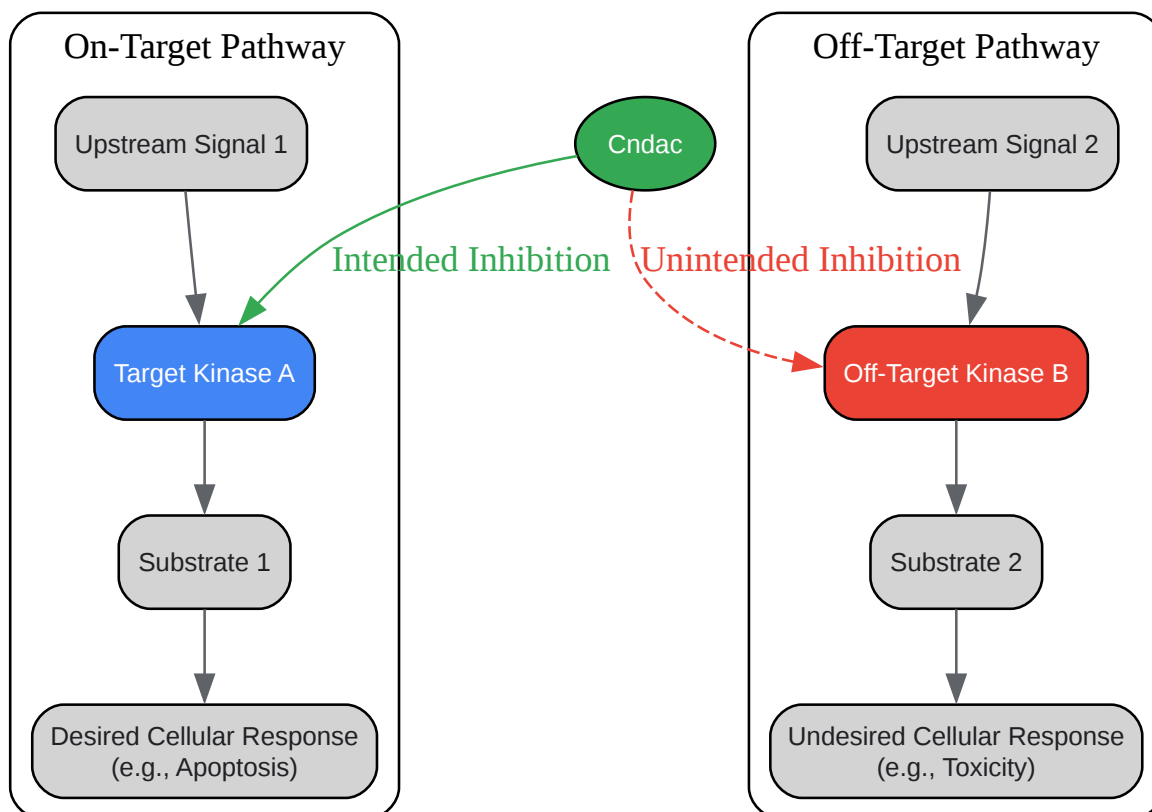 On-Target Pathway
Off-Target Pathway
Upstream Signal 1
Cndac
Upstream Signal 2
Intended Inhibition
Unintended Inhibition
Target Kinase A
Off-Target Kinase B
Substrate 1
Substrate 2
Desired Cellular Response
(e.g., Apoptosis)
Undesired Cellular Response
(e.g., Toxicity)